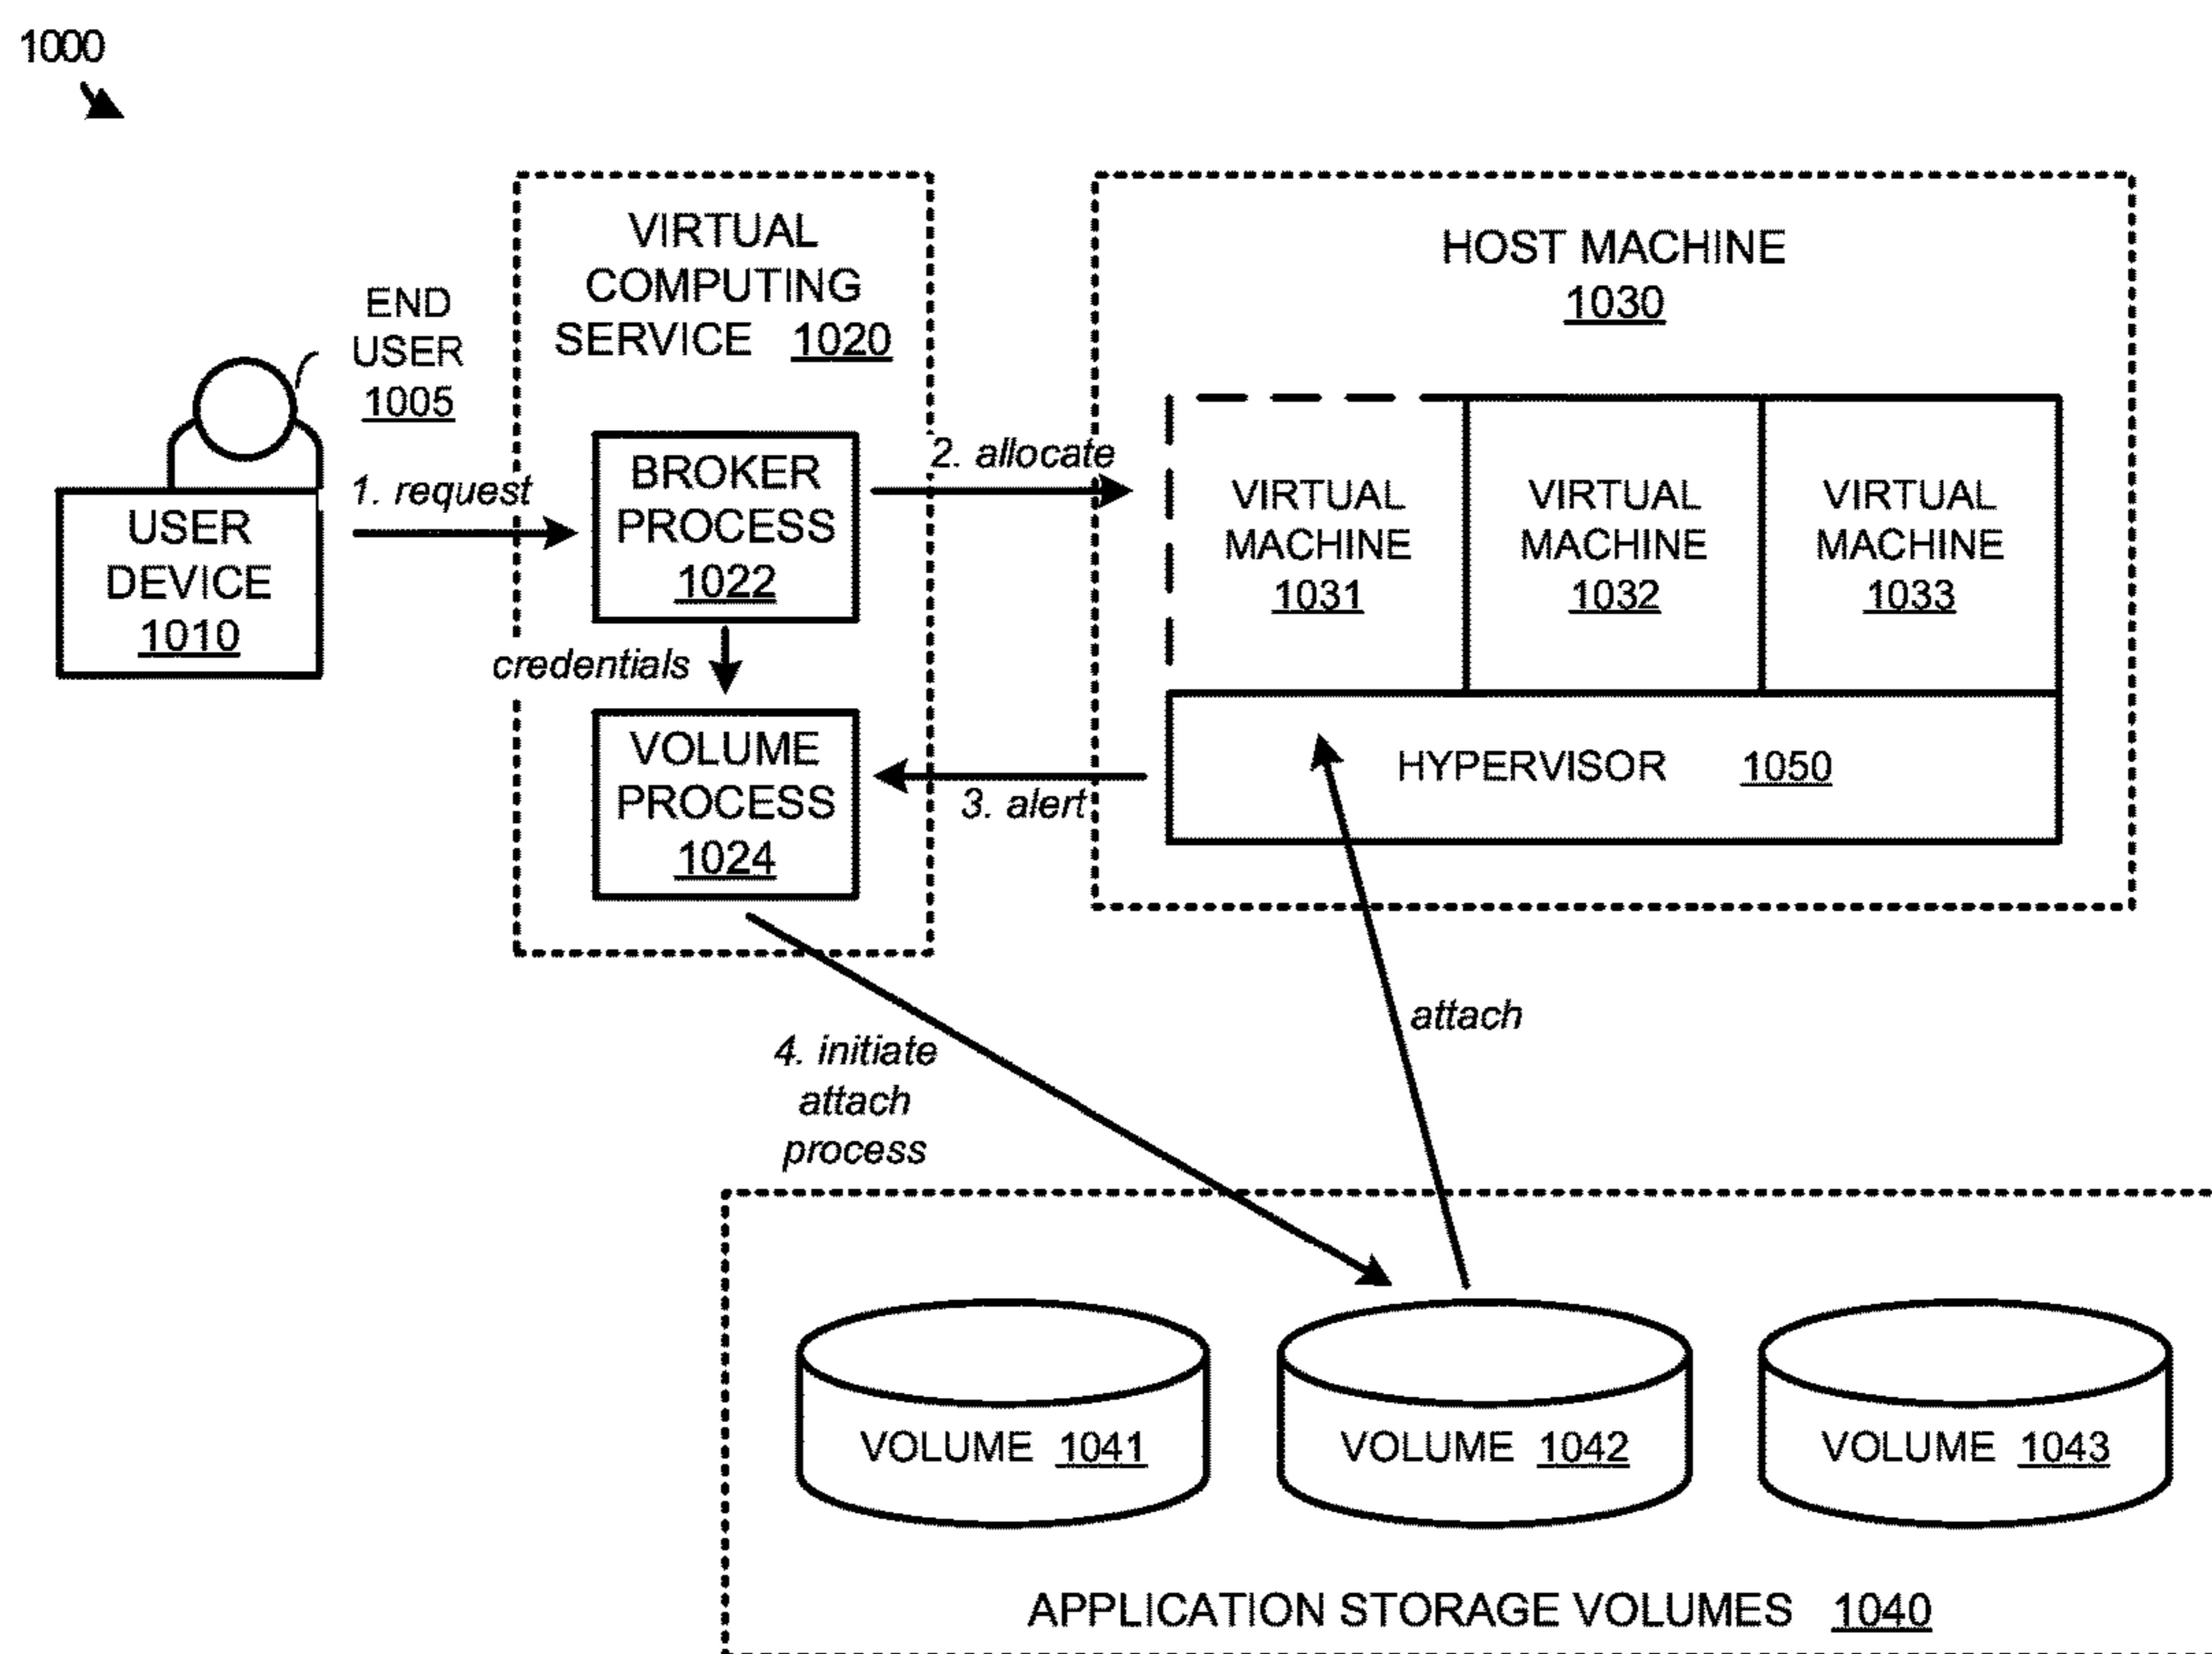 1000
END
USER
1005
USER
DEVICE
1010
1. request
VIRTUAL
COMPUTING
SERVICE 1020
BROKER
PROCESS
1022
credentials
VOLUME
PROCESS
1024
2. allocate
3. alert
HOST MACHINE
1030
VIRTUAL
MACHINE
1031
VIRTUAL
MACHINE
1032
VIRTUAL
MACHINE
1033
HYPERVISOR 1050
4. initiate
attach
process
attach
VOLUME 1041
VOLUME 1042
VOLUME 1043
APPLICATION STORAGE VOLUMES 1040